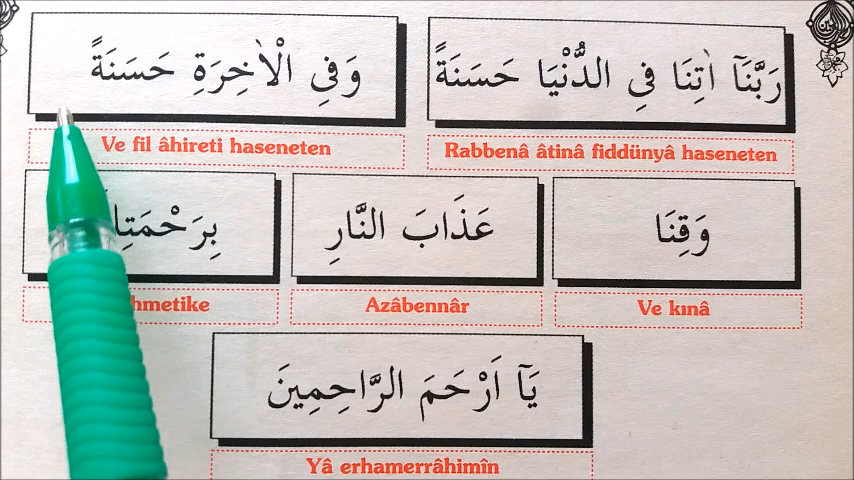 رَبَّنَآ اٰتِنَا فِي الدُّنْيَا حَسَنَةً
Rabbenâ âtinâ fiddünyâ haseneten
وَفِي الْاٰخِرَةِ حَسَنَةً
Ve fil âhireti haseneten
وَقِنَا
Ve kınâ
عَذَابَ النَّارِ
Azâbennâr
يَٓا اَرْحَمَ الرَّاحِمِينَ
Yâ erhamerrâhimîn